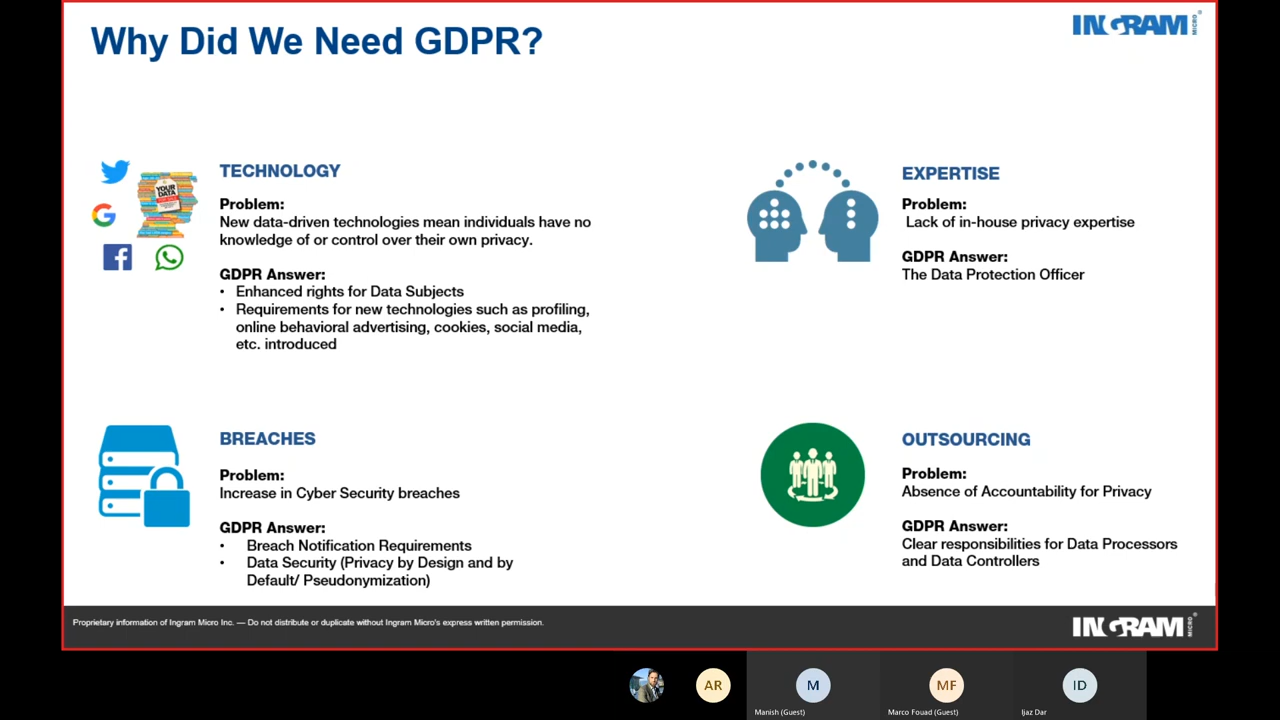 Why Did We Need GDPR?
INGRAM MICRO
TECHNOLOGY
Problem:
New data-driven technologies mean individuals have no
knowledge of or control over their own privacy.
GDPR Answer:
• Enhanced rights for Data Subjects
• Requirements for new technologies such as profiling,
online behavioral advertising, cookies, social media,
etc. introduced
YOUR
DATA
EXPERTISE
Problem:
Lack of in-house privacy expertise
GDPR Answer:
The Data Protection Officer
BREACHES
Problem:
Increase in Cyber Security breaches
GDPR Answer:
• Breach Notification Requirements
• Data Security (Privacy by Design and by
Default/ Pseudonymization)
OUTSOURCING
Problem:
Absence of Accountability for Privacy
GDPR Answer:
Clear responsibilities for Data Processors
and Data Controllers
Proprietary information of Ingram Micro Inc. — Do not distribute or duplicate without Ingram Micro's express written permission.
INGRAM MICRO
AR
M
MF
ID
Manish (Guest)
Marco Fouad (Guest)
Ijaz Dar